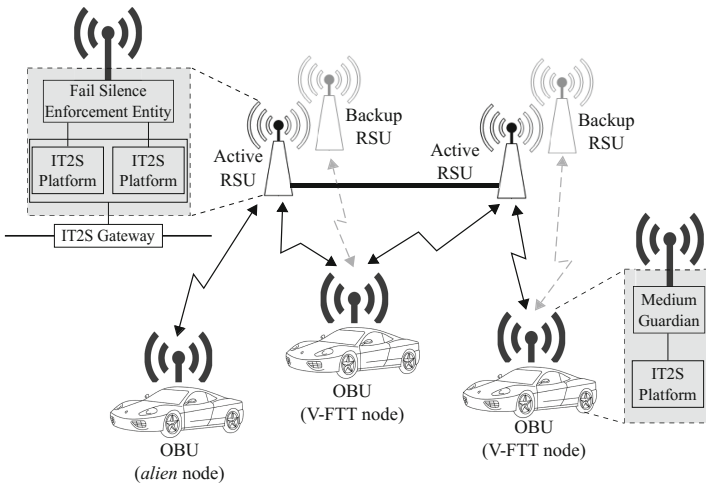 Fail Silence
Enforcement Entity
IT2S
Platform
IT2S
Platform
IT2S Gateway
Active
RSU
Backup
RSU
Active
RSU
Backup
RSU
Medium
Guardian
IT2S
Platform
OBU
(alien node)
OBU
(V-FTT node)
OBU
(V-FTT node)